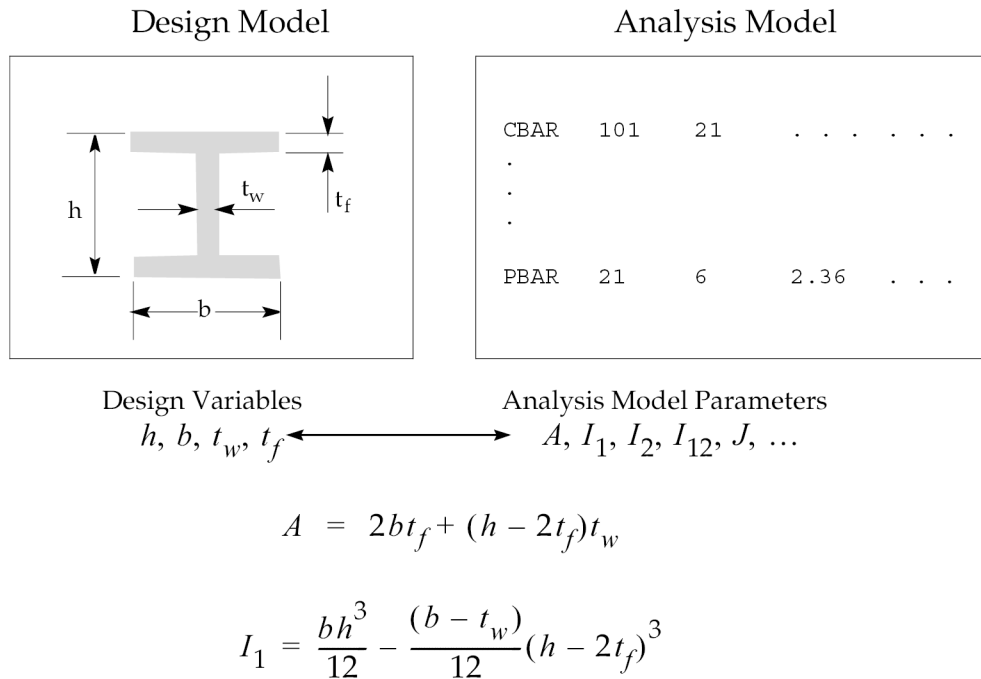 Design Model
Analysis Model
h
t_w
t_f
b
CBAR 101 21 . . . . . .
.
.
.
PBAR 21 6 2.36 . . .
Design Variables
h, b, t_w, t_f
Analysis Model Parameters
A, I_1, I_2, I_12, J, …
A = 2bt_f + (h – 2t_f)t_w
I_1 = bh^3/12 – (b – t_w)/12 (h – 2t_f)^3